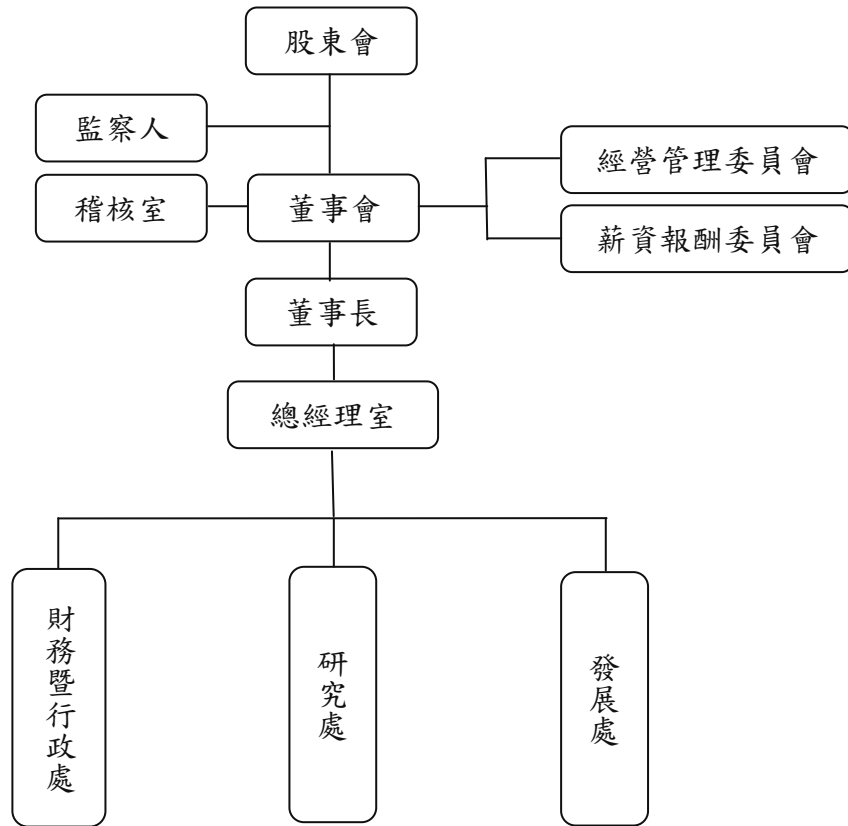 股東會
監察人
經營管理委員會
稽核室
董事會
薪資報酬委員會
董事長
總經理室
財務暨行政處
研究處
發展處